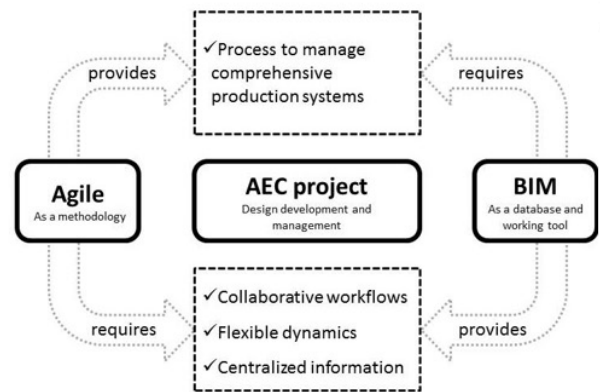 ✓Process to manage
comprehensive
production systems
provides
requires
Agile
As a methodology
AEC project
Design development and
management
BIM
As a database and
working tool
requires
provides
✓Collaborative workflows
✓Flexible dynamics
✓Centralized information